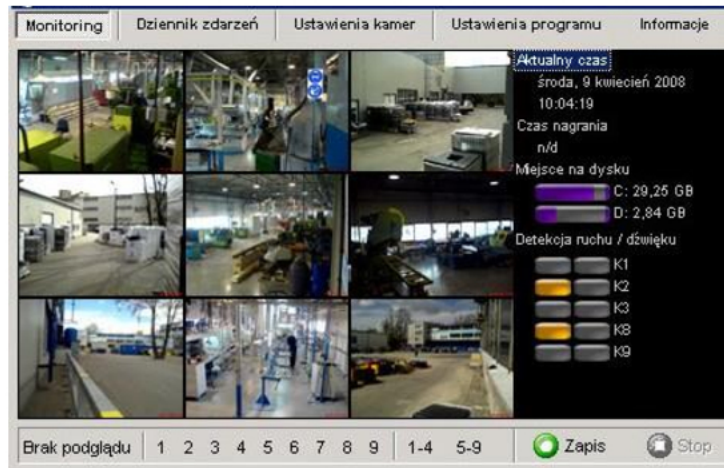 Monitoring Dziennik zdarzeń Ustawienia kamer Ustawienia programu Informacje
Aktualny czas
środa, 9 kwiecień 2008
10:04:19
Czas nagrania
n/d
Miejsce na dysku
C: 29,25 GB
D: 2,84 GB
Detekcja ruchu / dźwięku
K1
K2
K3
K8
K9
Brak podglądu 1 2 3 4 5 6 7 8 9 1-4 5-9 Zapis Stop